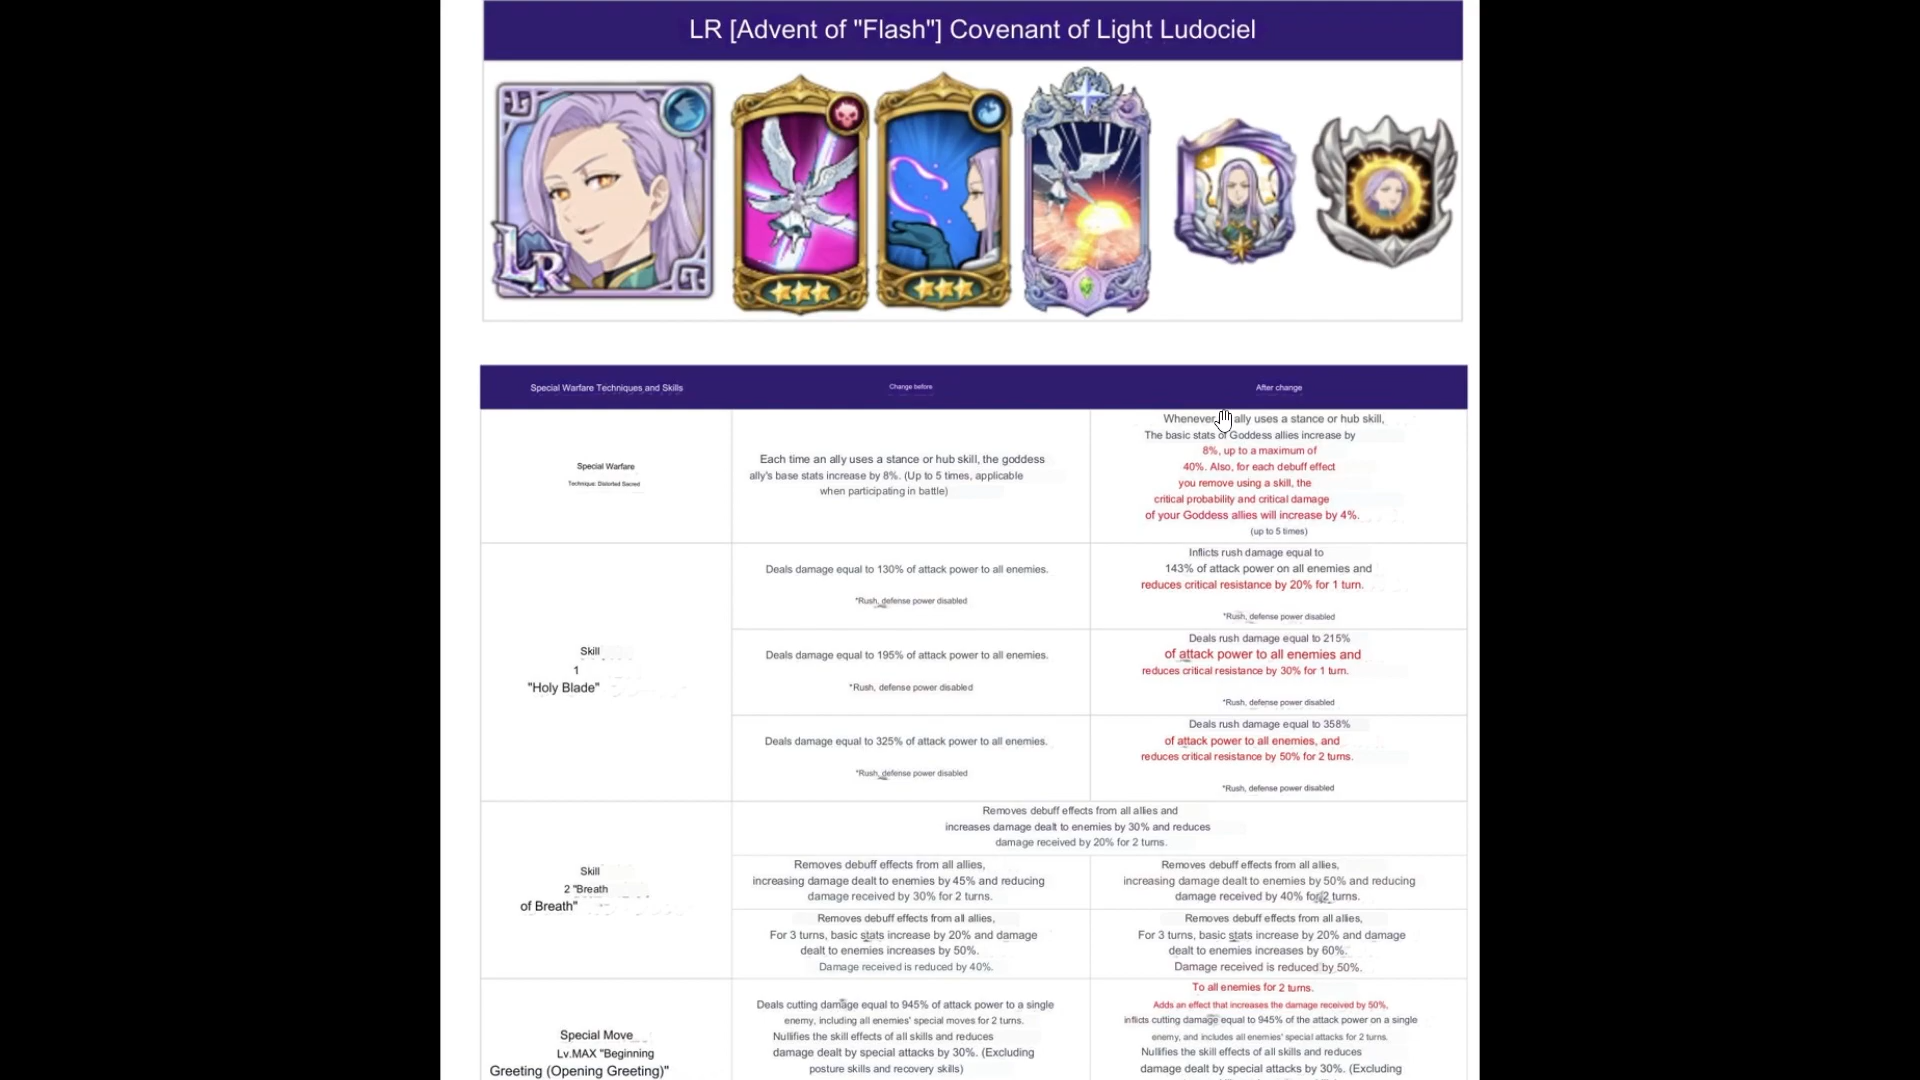 LR [Advent of "Flash"] Covenant of Light Ludociel
LR
Special Warfare Techniques and Skills
Change before
After change
Special Warfare
Technique: Distorted Sacred
Each time an ally uses a stance or hub skill, the goddess
ally's base stats increase by 8%. (Up to 5 times, applicable
when participating in battle)
Whenever ally uses a stance or hub skill,
The basic stats of Goddess allies increase by
8%, up to a maximum of
40%. Also, for each debuff effect
you remove using a skill, the
critical probability and critical damage
of your Goddess allies will increase by 4%.
(up to 5 times)
Skill
1
"Holy Blade"
Deals damage equal to 130% of attack power to all enemies.
*Rush, defense power disabled
Inflicts rush damage equal to
143% of attack power on all enemies and
reduces critical resistance by 20% for 1 turn.
*Rush, defense power disabled
Deals damage equal to 195% of attack power to all enemies.
*Rush, defense power disabled
Deals rush damage equal to 215%
of attack power to all enemies and
reduces critical resistance by 30% for 1 turn.
*Rush, defense power disabled
Deals damage equal to 325% of attack power to all enemies.
*Rush, defense power disabled
Deals rush damage equal to 358%
of attack power to all enemies, and
reduces critical resistance by 50% for 2 turns.
*Rush, defense power disabled
Skill
2 "Breath
of Breath"
Removes debuff effects from all allies and
increases damage dealt to enemies by 30% and reduces
damage received by 20% for 2 turns.
Removes debuff effects from all allies,
increasing damage dealt to enemies by 45% and reducing
damage received by 30% for 2 turns.
Removes debuff effects from all allies,
increasing damage dealt to enemies by 50% and reducing
damage received by 40% for 2 turns.
Removes debuff effects from all allies,
For 3 turns, basic stats increase by 20% and damage
dealt to enemies increases by 50%.
Damage received is reduced by 40%.
Removes debuff effects from all allies,
For 3 turns, basic stats increase by 20% and damage
dealt to enemies increases by 60%.
Damage received is reduced by 50%.
Special Move
Lv.MAX "Beginning
Greeting (Opening Greeting)"
Deals cutting damage equal to 945% of attack power to a single
enemy, including all enemies' special moves for 2 turns.
Nullifies the skill effects of all skills and reduces
damage dealt by special attacks by 30%. (Excluding
posture skills and recovery skills)
To all enemies for 2 turns.
Adds an effect that increases the damage received by 50%,
inflicts cutting damage equal to 945% of the attack power on a single
enemy, and includes all enemies' special attacks for 2 turns.
Nullifies the skill effects of all skills and reduces
damage dealt by special attacks by 30%. (Excluding